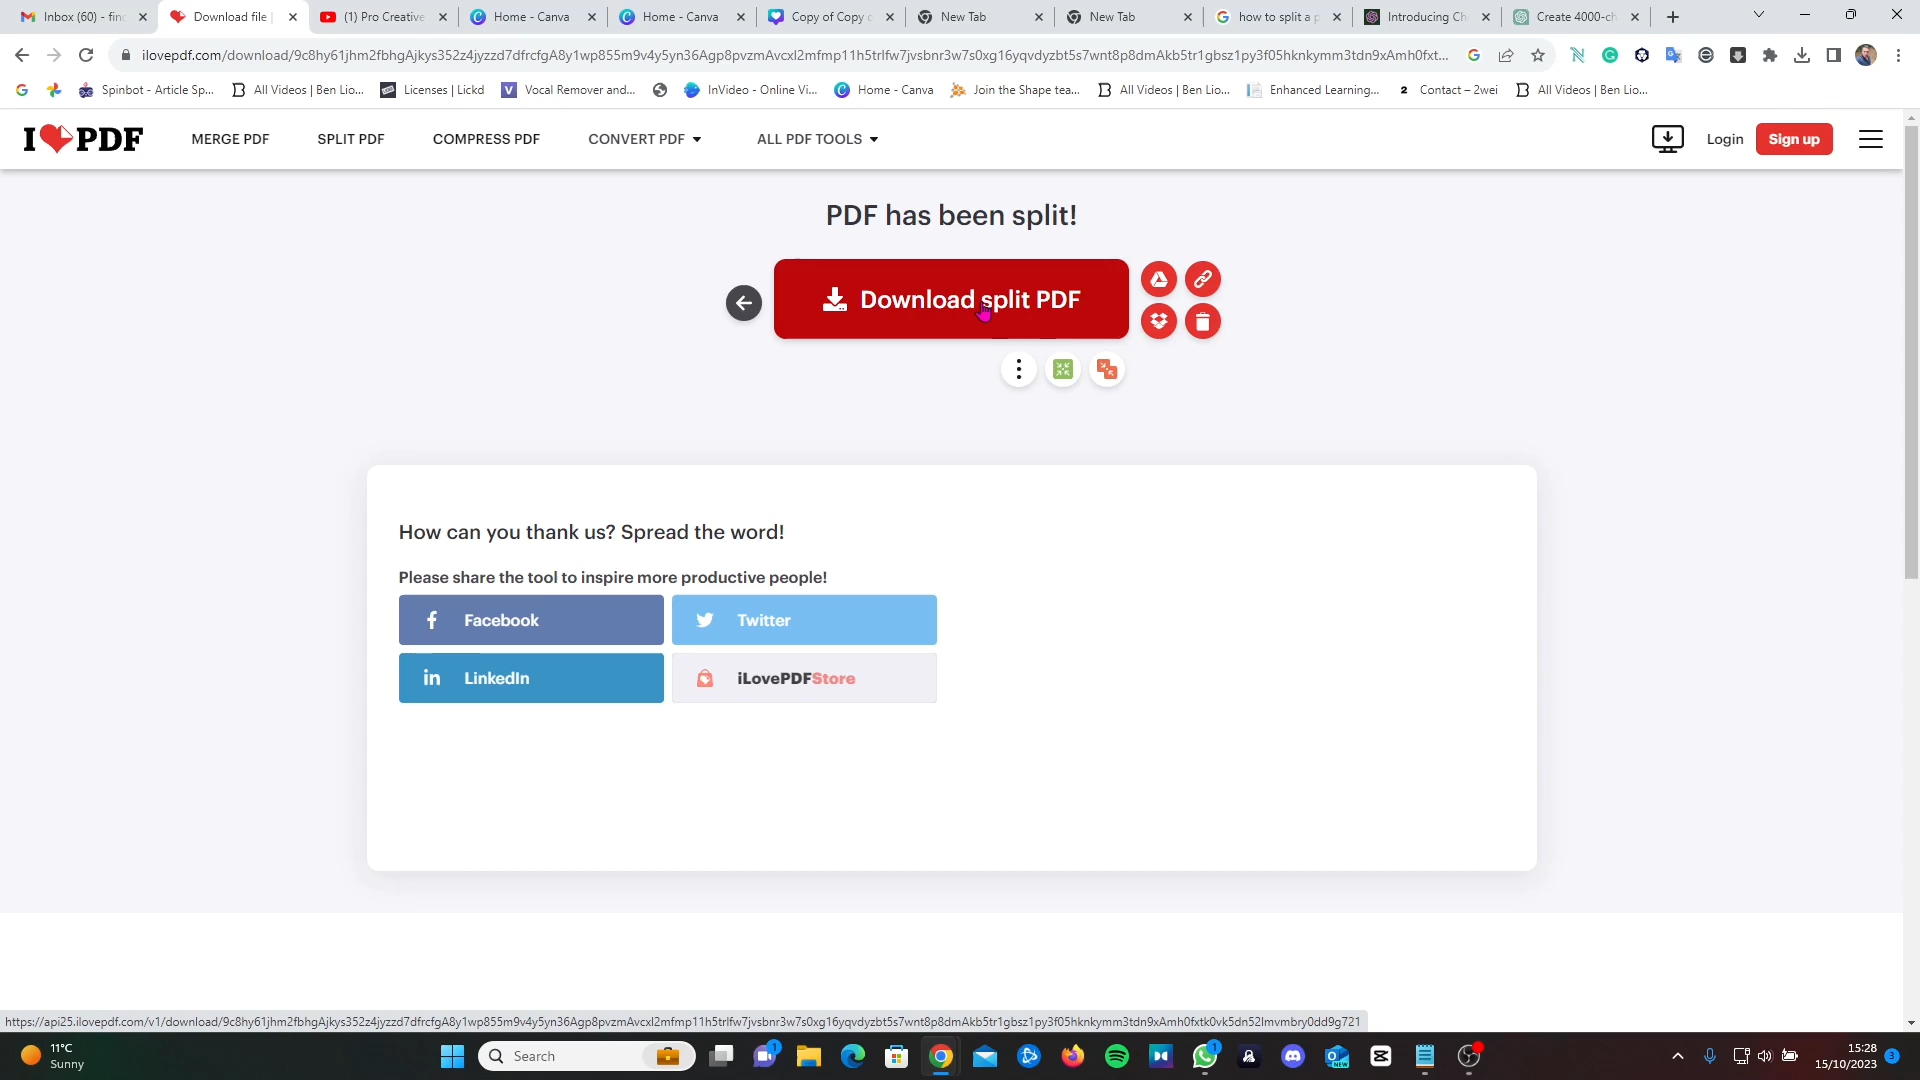 Inbox (60) - finc
Download file |
(1) Pro Creative
Home - Canva
Home - Canva
Copy of Copy o
New Tab
New Tab
how to split a p
Introducing Ch
Create 4000-ch
ilovepdf.com/download/9c8hy61jhm2fbhgAjkys352z4jyzzd7dfrcfgA8y1wp855m9v4y5yn36Agp8pvzmAvcxl2mfmp11h5trlfw7jvsbnr3w7s0xg16yqvdyzbt5s7wnt8p8dmAkb5tr1gbsz1py3f05hknkymm3tdn9xAmh0fxt...
Spinbot - Article Sp...
All Videos | Ben Lio...
Licenses | Lickd
Vocal Remover and...
InVideo - Online Vi...
Home - Canva
Join the Shape tea...
All Videos | Ben Lio...
Enhanced Learning...
2 Contact – 2wei
All Videos | Ben Lio...
I PDF
MERGE PDF
SPLIT PDF
COMPRESS PDF
CONVERT PDF
ALL PDF TOOLS
Login
Sign up
PDF has been split!
Download split PDF
How can you thank us? Spread the word!
Please share the tool to inspire more productive people!
Facebook
Twitter
LinkedIn
iLovePDFStore
https://api25.ilovepdf.com/v1/download/9c8hy61jhm2fbhgAjkys352z4jyzzd7dfrcfgA8y1wp855m9v4y5yn36Agp8pvzmAvcxl2mfmp11h5trlfw7jvsbnr3w7s0xg16yqvdyzbt5s7wnt8p8dmAkb5tr1gbsz1py3f05hknkymm3tdn9xAmh0fxtk0vk5dn52lmvmbry0dd9g721
11°C
Sunny
Search
1
1
NEW
15:28
15/10/2023
3